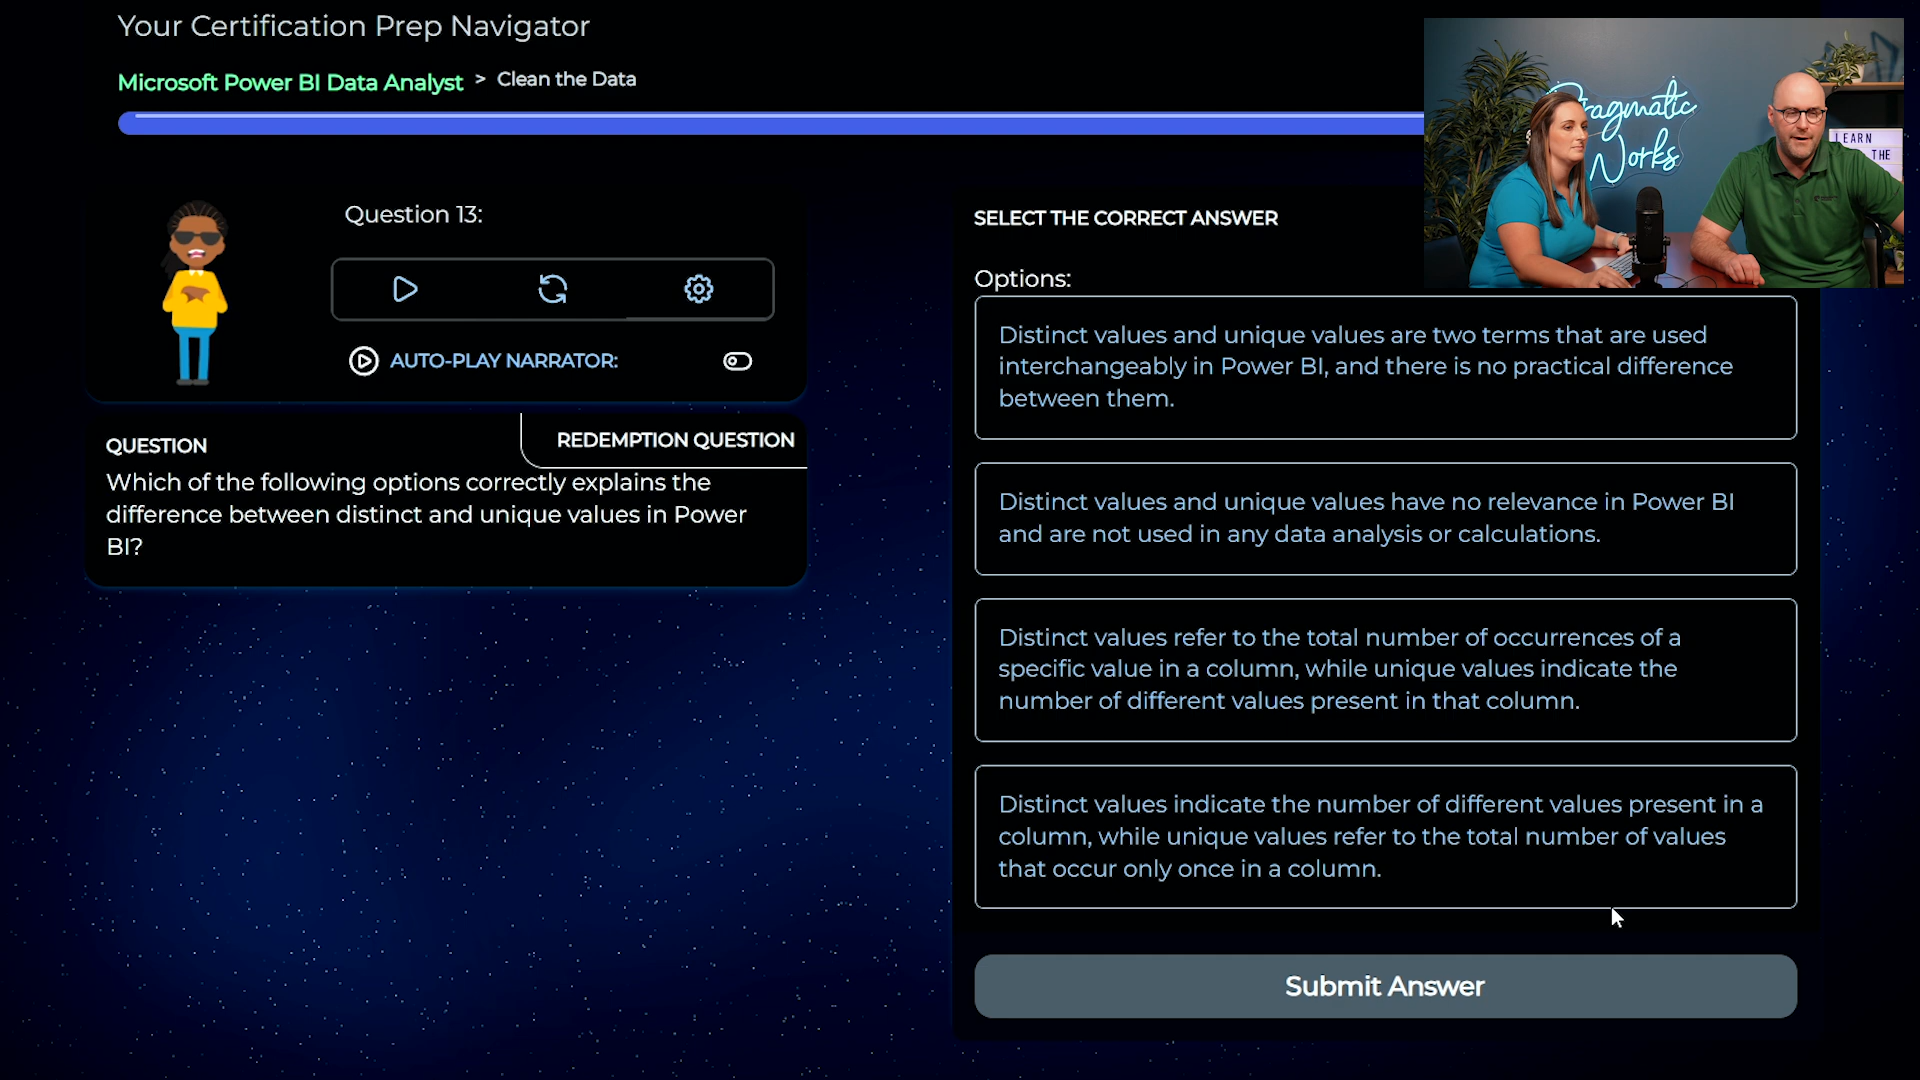 Your Certification Prep Navigator
Microsoft Power BI Data Analyst > Clean the Data
Question 13:
AUTO-PLAY NARRATOR:
QUESTION
REDEMPTION QUESTION
Which of the following options correctly explains the
difference between distinct and unique values in Power
BI?
SELECT THE CORRECT ANSWER
Options:
Distinct values and unique values are two terms that are used
interchangeably in Power BI, and there is no practical difference
between them.
Distinct values and unique values have no relevance in Power BI
and are not used in any data analysis or calculations.
Distinct values refer to the total number of occurrences of a
specific value in a column, while unique values indicate the
number of different values present in that column.
Distinct values indicate the number of different values present in a
column, while unique values refer to the total number of values
that occur only once in a column.
Submit Answer
Pragmatic
Works
LEARN
THE